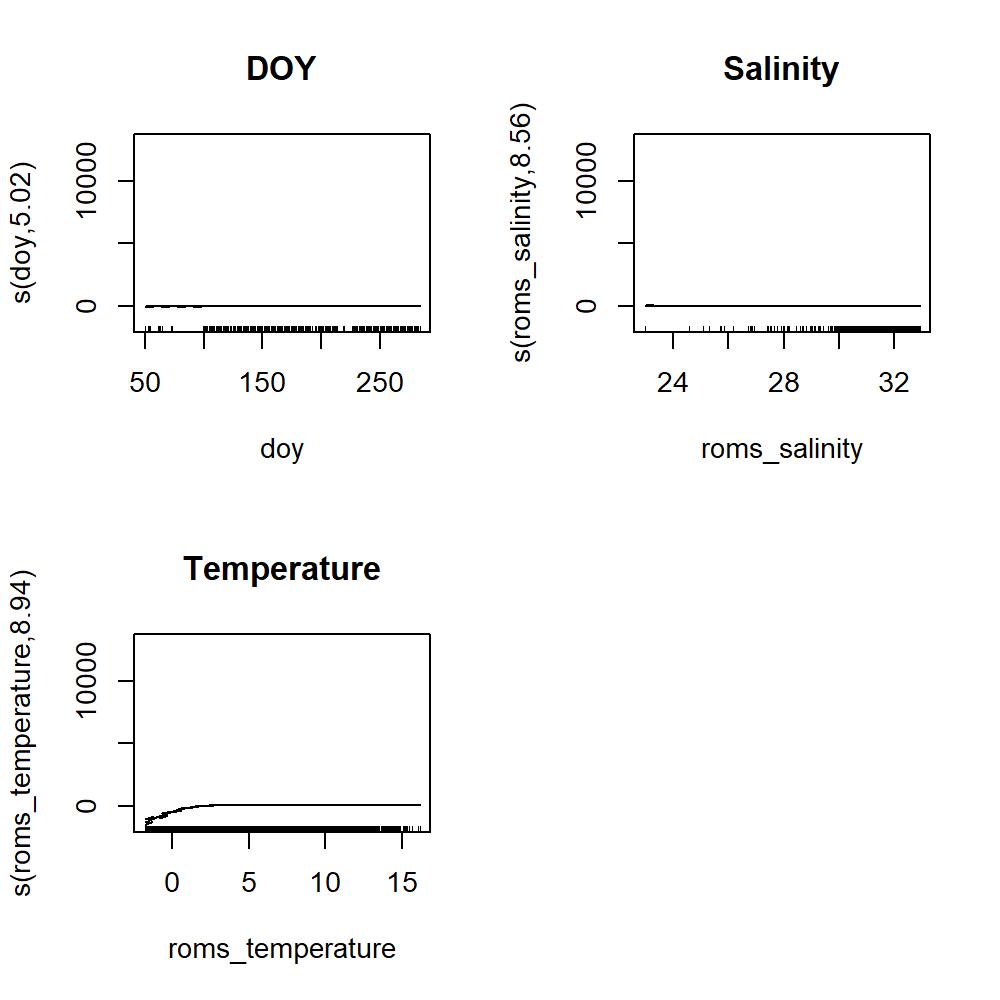 DOY
s(doy,5.02)
10000
0
50 150 250
doy
Salinity
s(roms_salinity,8.56)
10000
0
24 28 32
roms_salinity
Temperature
s(roms_temperature,8.94)
10000
0
0 5 10 15
roms_temperature